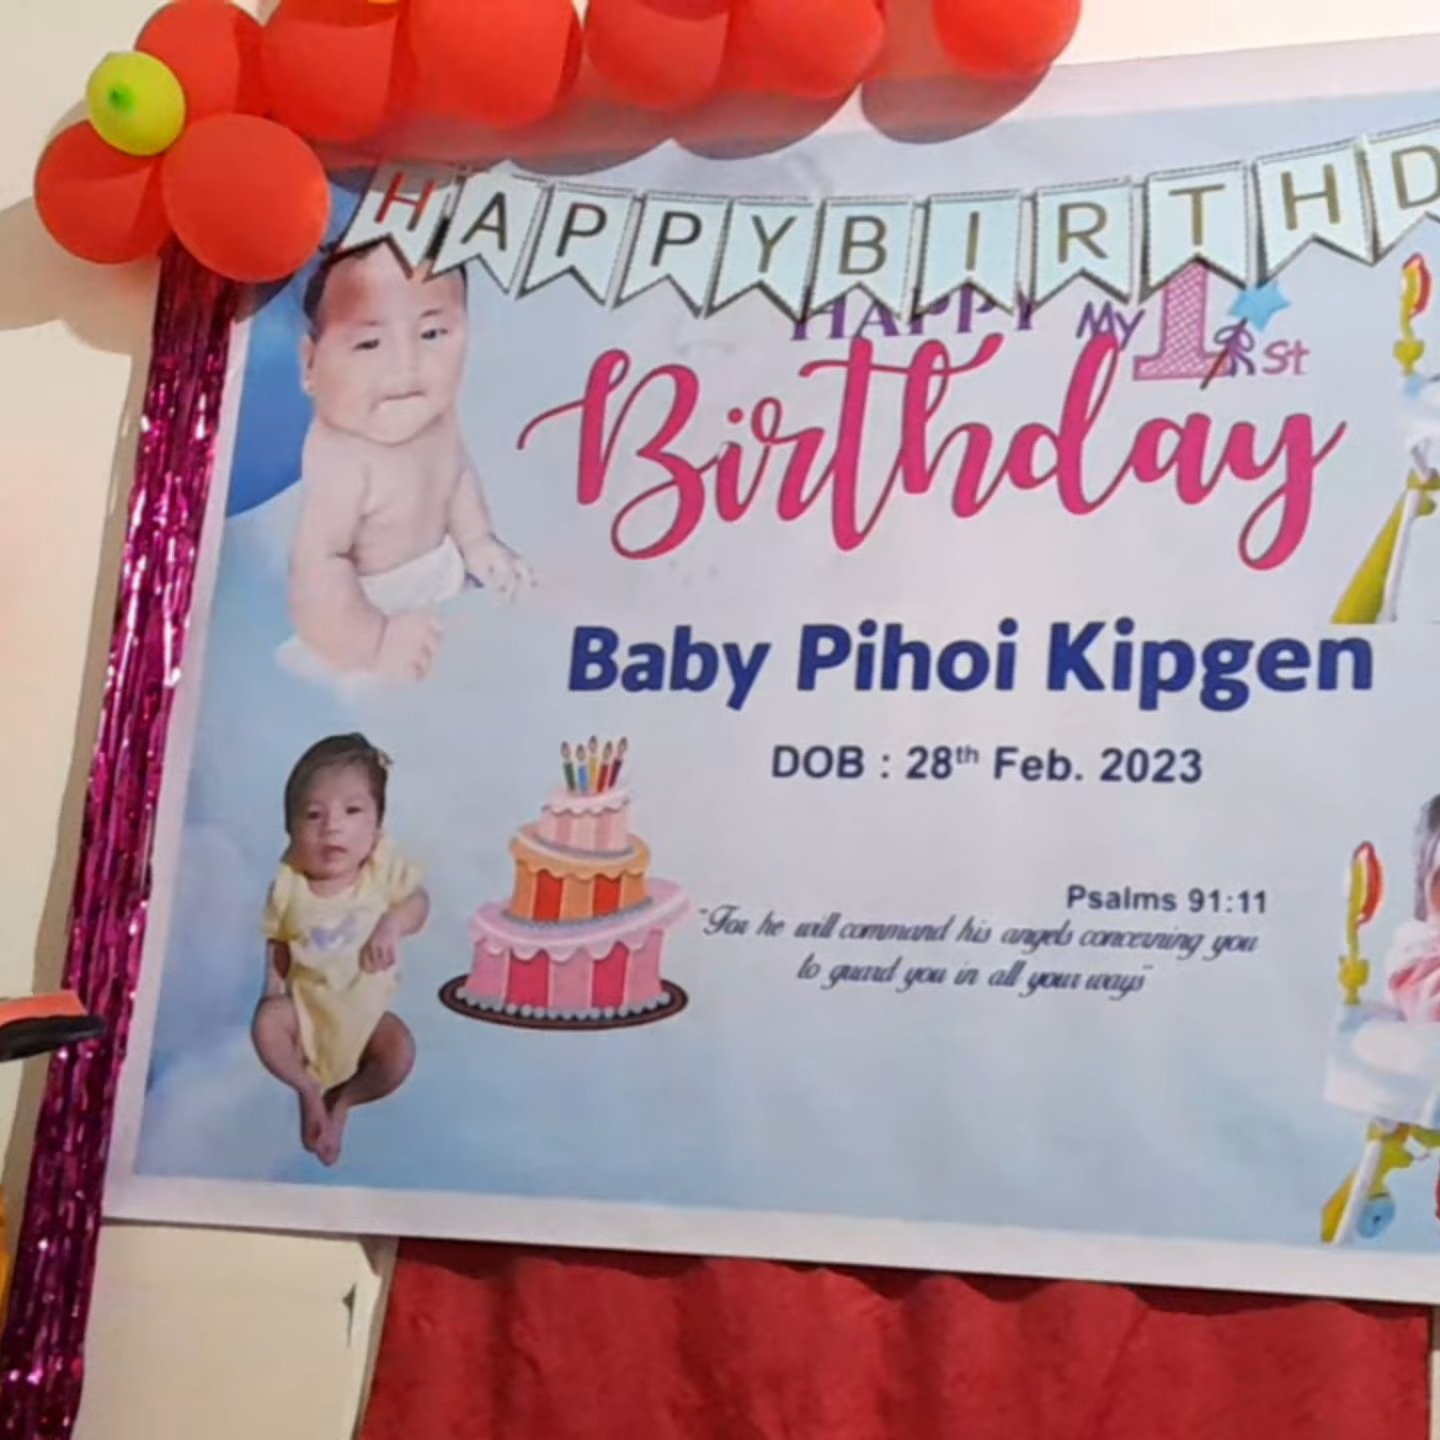 HAPPYBIRTHD
HAPPY My 1st
Birthday
Baby Pihoi Kipgen
DOB : 28th Feb. 2023
Psalms 91:11
"For he will command his angels concerning you
to guard you in all your ways"